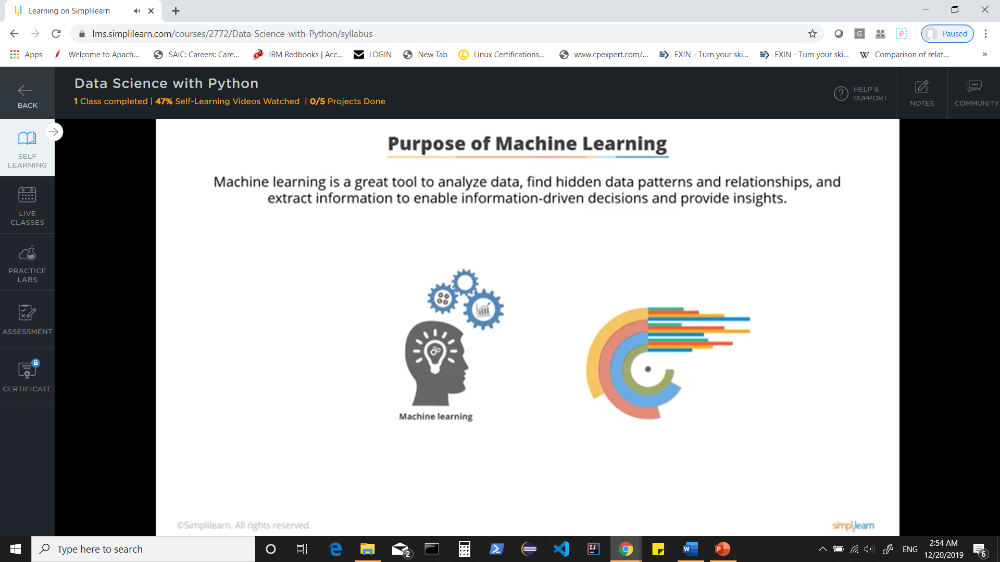 Learning on Simplilearn
lms.simplilearn.com/courses/2772/Data-Science-with-Python/syllabus
G
Paused
Apps
Welcome to Apach...
SAIC: Careers: Care...
IBM Redbooks | Acc...
LOGIN
New Tab
Linux Certifications...
www.cpexpert.com/...
EXIN - Turn your ski...
EXIN - Turn your ski...
W
Comparison of relat...
»
BACK
Data Science with Python
1 Class completed | 47% Self-Learning Videos Watched | 0/5 Projects Done
HELP &
SUPPORT
NOTES
COMMUNITY
SELF
LEARNING
LIVE
CLASSES
PRACTICE
LABS
ASSESSMENT
CERTIFICATE
Purpose of Machine Learning
Machine learning is a great tool to analyze data, find hidden data patterns and relationships, and
extract information to enable information-driven decisions and provide insights.
Machine learning
©Simplilearn. All rights reserved.
simplilearn
Type here to search
2
IJ
W
P
ENG
2:54 AM
12/20/2019
6